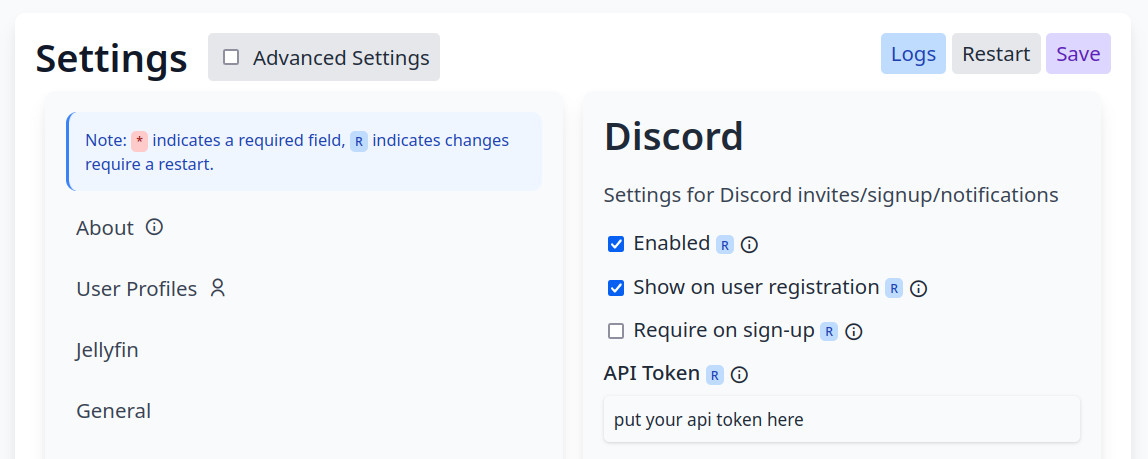 Settings
Advanced Settings
Logs
Restart
Save
Note: * indicates a required field, R indicates changes
require a restart.
About
User Profiles
Jellyfin
General
Discord
Settings for Discord invites/signup/notifications
Enabled R
Show on user registration R
Require on sign-up R
API Token R
put your api token here